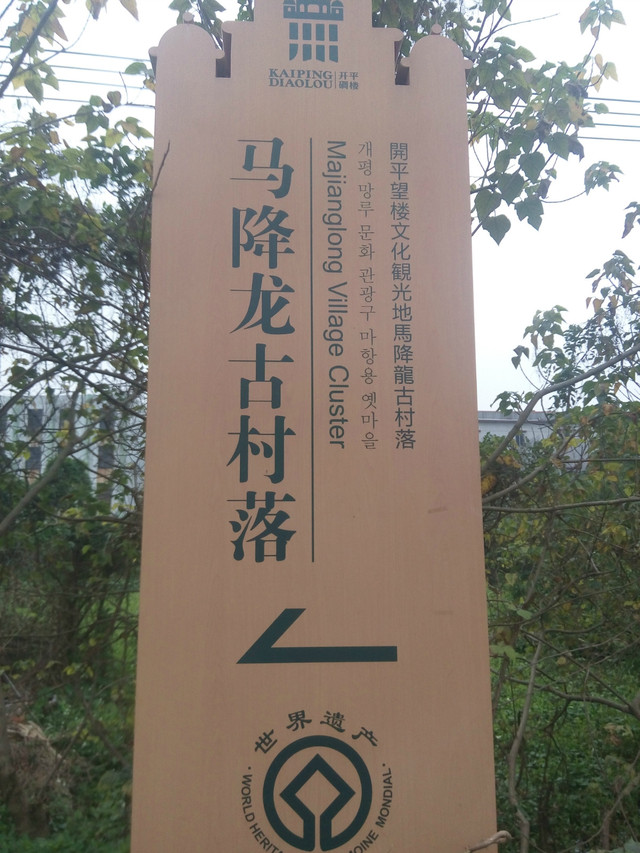 KAIPING
DIAOLOU
开平
碉楼
马降龙古村落
Majianglong Village Cluster
개평 망루 문화 관광구 마항용 옛마을
開平望楼文化観光地馬降龍古村落
世界遗产
· WORLD HERIT
MOINE MONDIAL ·